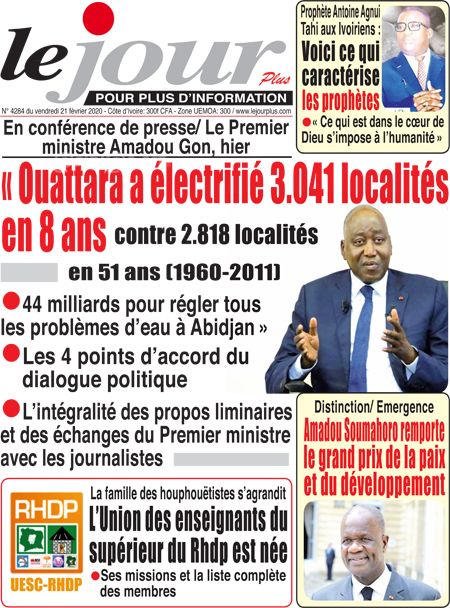 le jour
Plus
POUR PLUS D'INFORMATION
N° 4284 du vendredi 21 février 2020 - Côte d'ivoire: 300f CFA - Zone UEMOA: 300 / www.lejourplus.com
Prophète Antoine Agnui
Tahi aux Ivoiriens :
Voici ce qui
caractérise
les prophètes
● « Ce qui est dans le cœur de
Dieu s'impose à l'humanité »
En conférence de presse/ Le Premier
ministre Amadou Gon, hier
« Ouattara a électrifié 3.041 localités
en 8 ans contre 2.818 localités
en 51 ans (1960-2011)
● 44 milliards pour régler tous
les problèmes d'eau à Abidjan »
● Les 4 points d'accord du
dialogue politique
● L'intégralité des propos liminaires
et des échanges du Premier ministre
avec les journalistes
Distinction/ Emergence
Amadou Soumahoro remporte
le grand prix de la paix
et du développement
RHDP
UESC-RHDP
La famille des houphouëtistes s'agrandit
L'Union des enseignants du
supérieur du Rhdp est née
● Ses missions et la liste complète
des membres